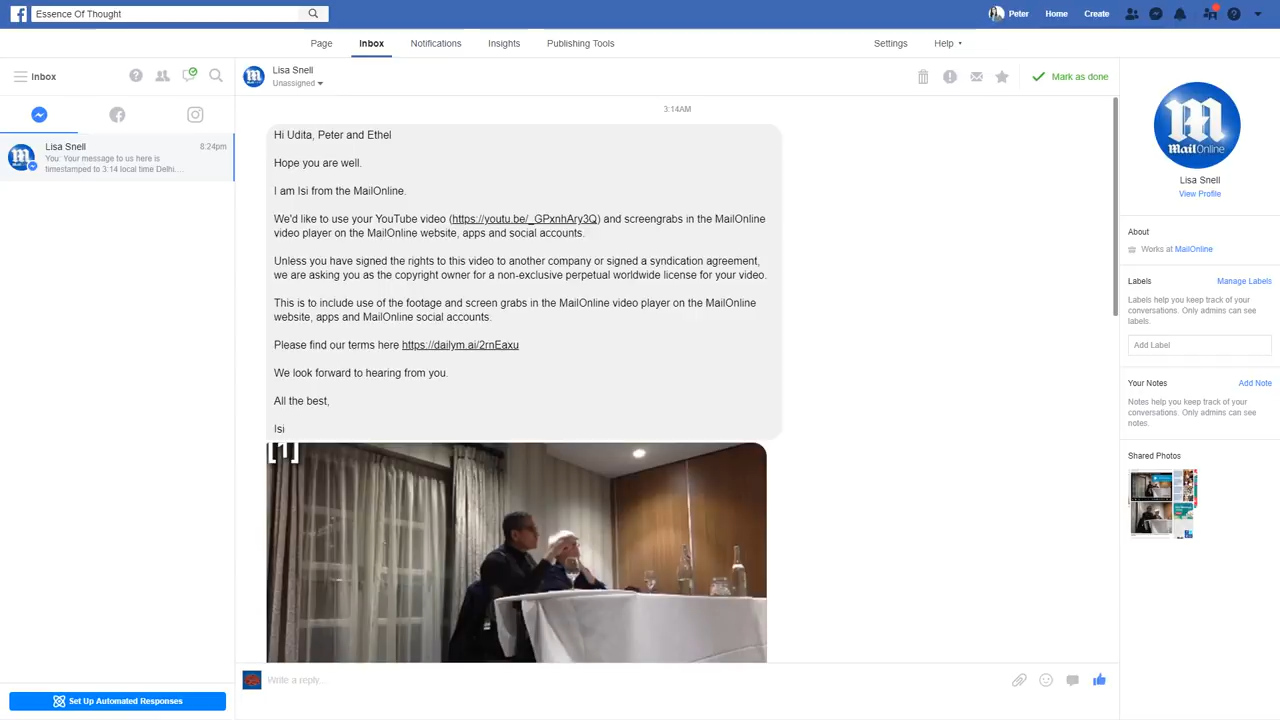 Essence Of Thought
Peter
Home
Create
Page
Inbox
Notifications
Insights
Publishing Tools
Settings
Help
Inbox
Lisa Snell
Unassigned
Mark as done
Lisa Snell
8:24pm
You: Your message to us here is
timestamped to 3:14 local time Delhi....
3:14AM
Hi Udita, Peter and Ethel
Hope you are well.
I am Isi from the MailOnline.
We'd like to use your YouTube video (https://youtu.be/_GPxnhAry3Q) and screengrabs in the MailOnline
video player on the MailOnline website, apps and social accounts.
Unless you have signed the rights to this video to another company or signed a syndication agreement,
we are asking you as the copyright owner for a non-exclusive perpetual worldwide license for your video.
This is to include use of the footage and screen grabs in the MailOnline video player on the MailOnline
website, apps and MailOnline social accounts.
Please find our terms here https://dailym.ai/2rnEaxu
We look forward to hearing from you.
All the best,
Isi
[1]
Write a reply...
Set Up Automated Responses
M
MailOnline
Lisa Snell
View Profile
About
Works at MailOnline
Labels
Manage Labels
Labels help you keep track of your
conversations. Only admins can see
labels.
Add Label
Your Notes
Add Note
Notes help you keep track of your
conversations. Only admins can see
notes.
Shared Photos